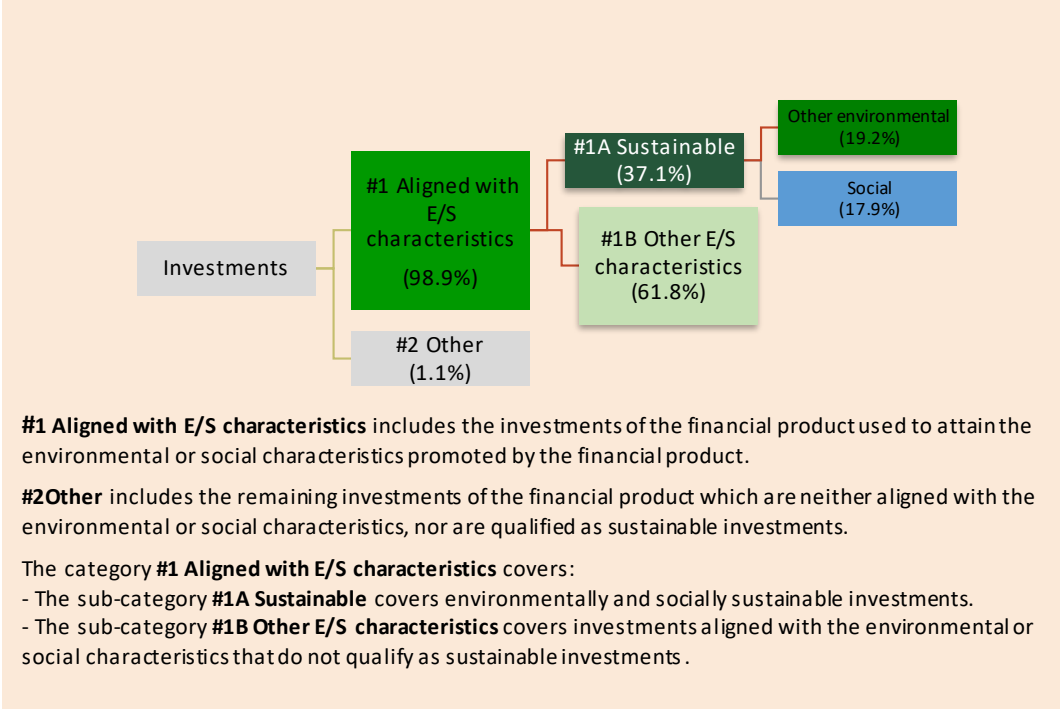 Investments
#1 Aligned with
E/S
characteristics
(98.9%)
#2 Other
(1.1%)
#1A Sustainable
(37.1%)
#1B Other E/S
characteristics
(61.8%)
Other environmental
(19.2%)
Social
(17.9%)
#1 Aligned with E/S characteristics includes the investments of the financial product used to attain the
environmental or social characteristics promoted by the financial product.
#2Other includes the remaining investments of the financial product which are neither aligned with the
environmental or social characteristics, nor are qualified as sustainable investments.
The category #1 Aligned with E/S characteristics covers:
- The sub-category #1A Sustainable covers environmentally and socially sustainable investments.
- The sub-category #1B Other E/S characteristics covers investments aligned with the environmental or
social characteristics that do not qualify as sustainable investments.